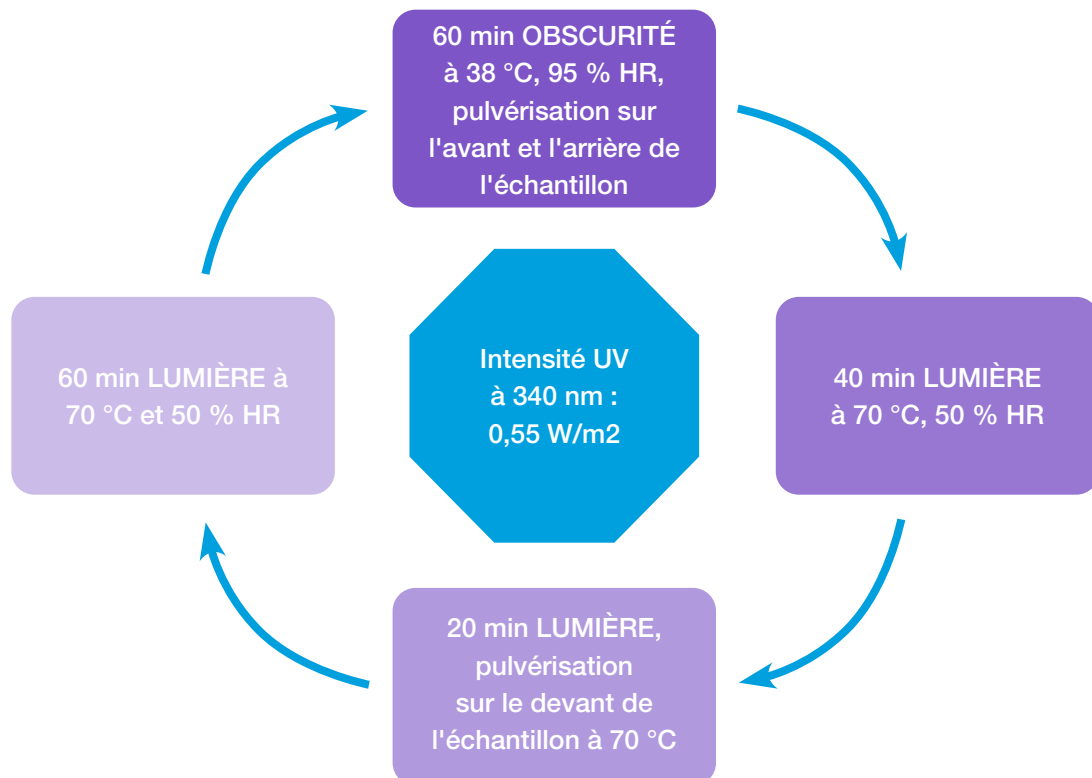 60 min OBSCURITÉ
à 38 °C, 95 % HR,
pulvérisation sur
l'avant et l'arrière de
l'échantillon
60 min LUMIÈRE à
70 °C et 50 % HR
Intensité UV
à 340 nm :
0,55 W/m2
40 min LUMIÈRE
à 70 °C, 50 % HR
20 min LUMIÈRE,
pulvérisation
sur le devant de
l'échantillon à 70 °C